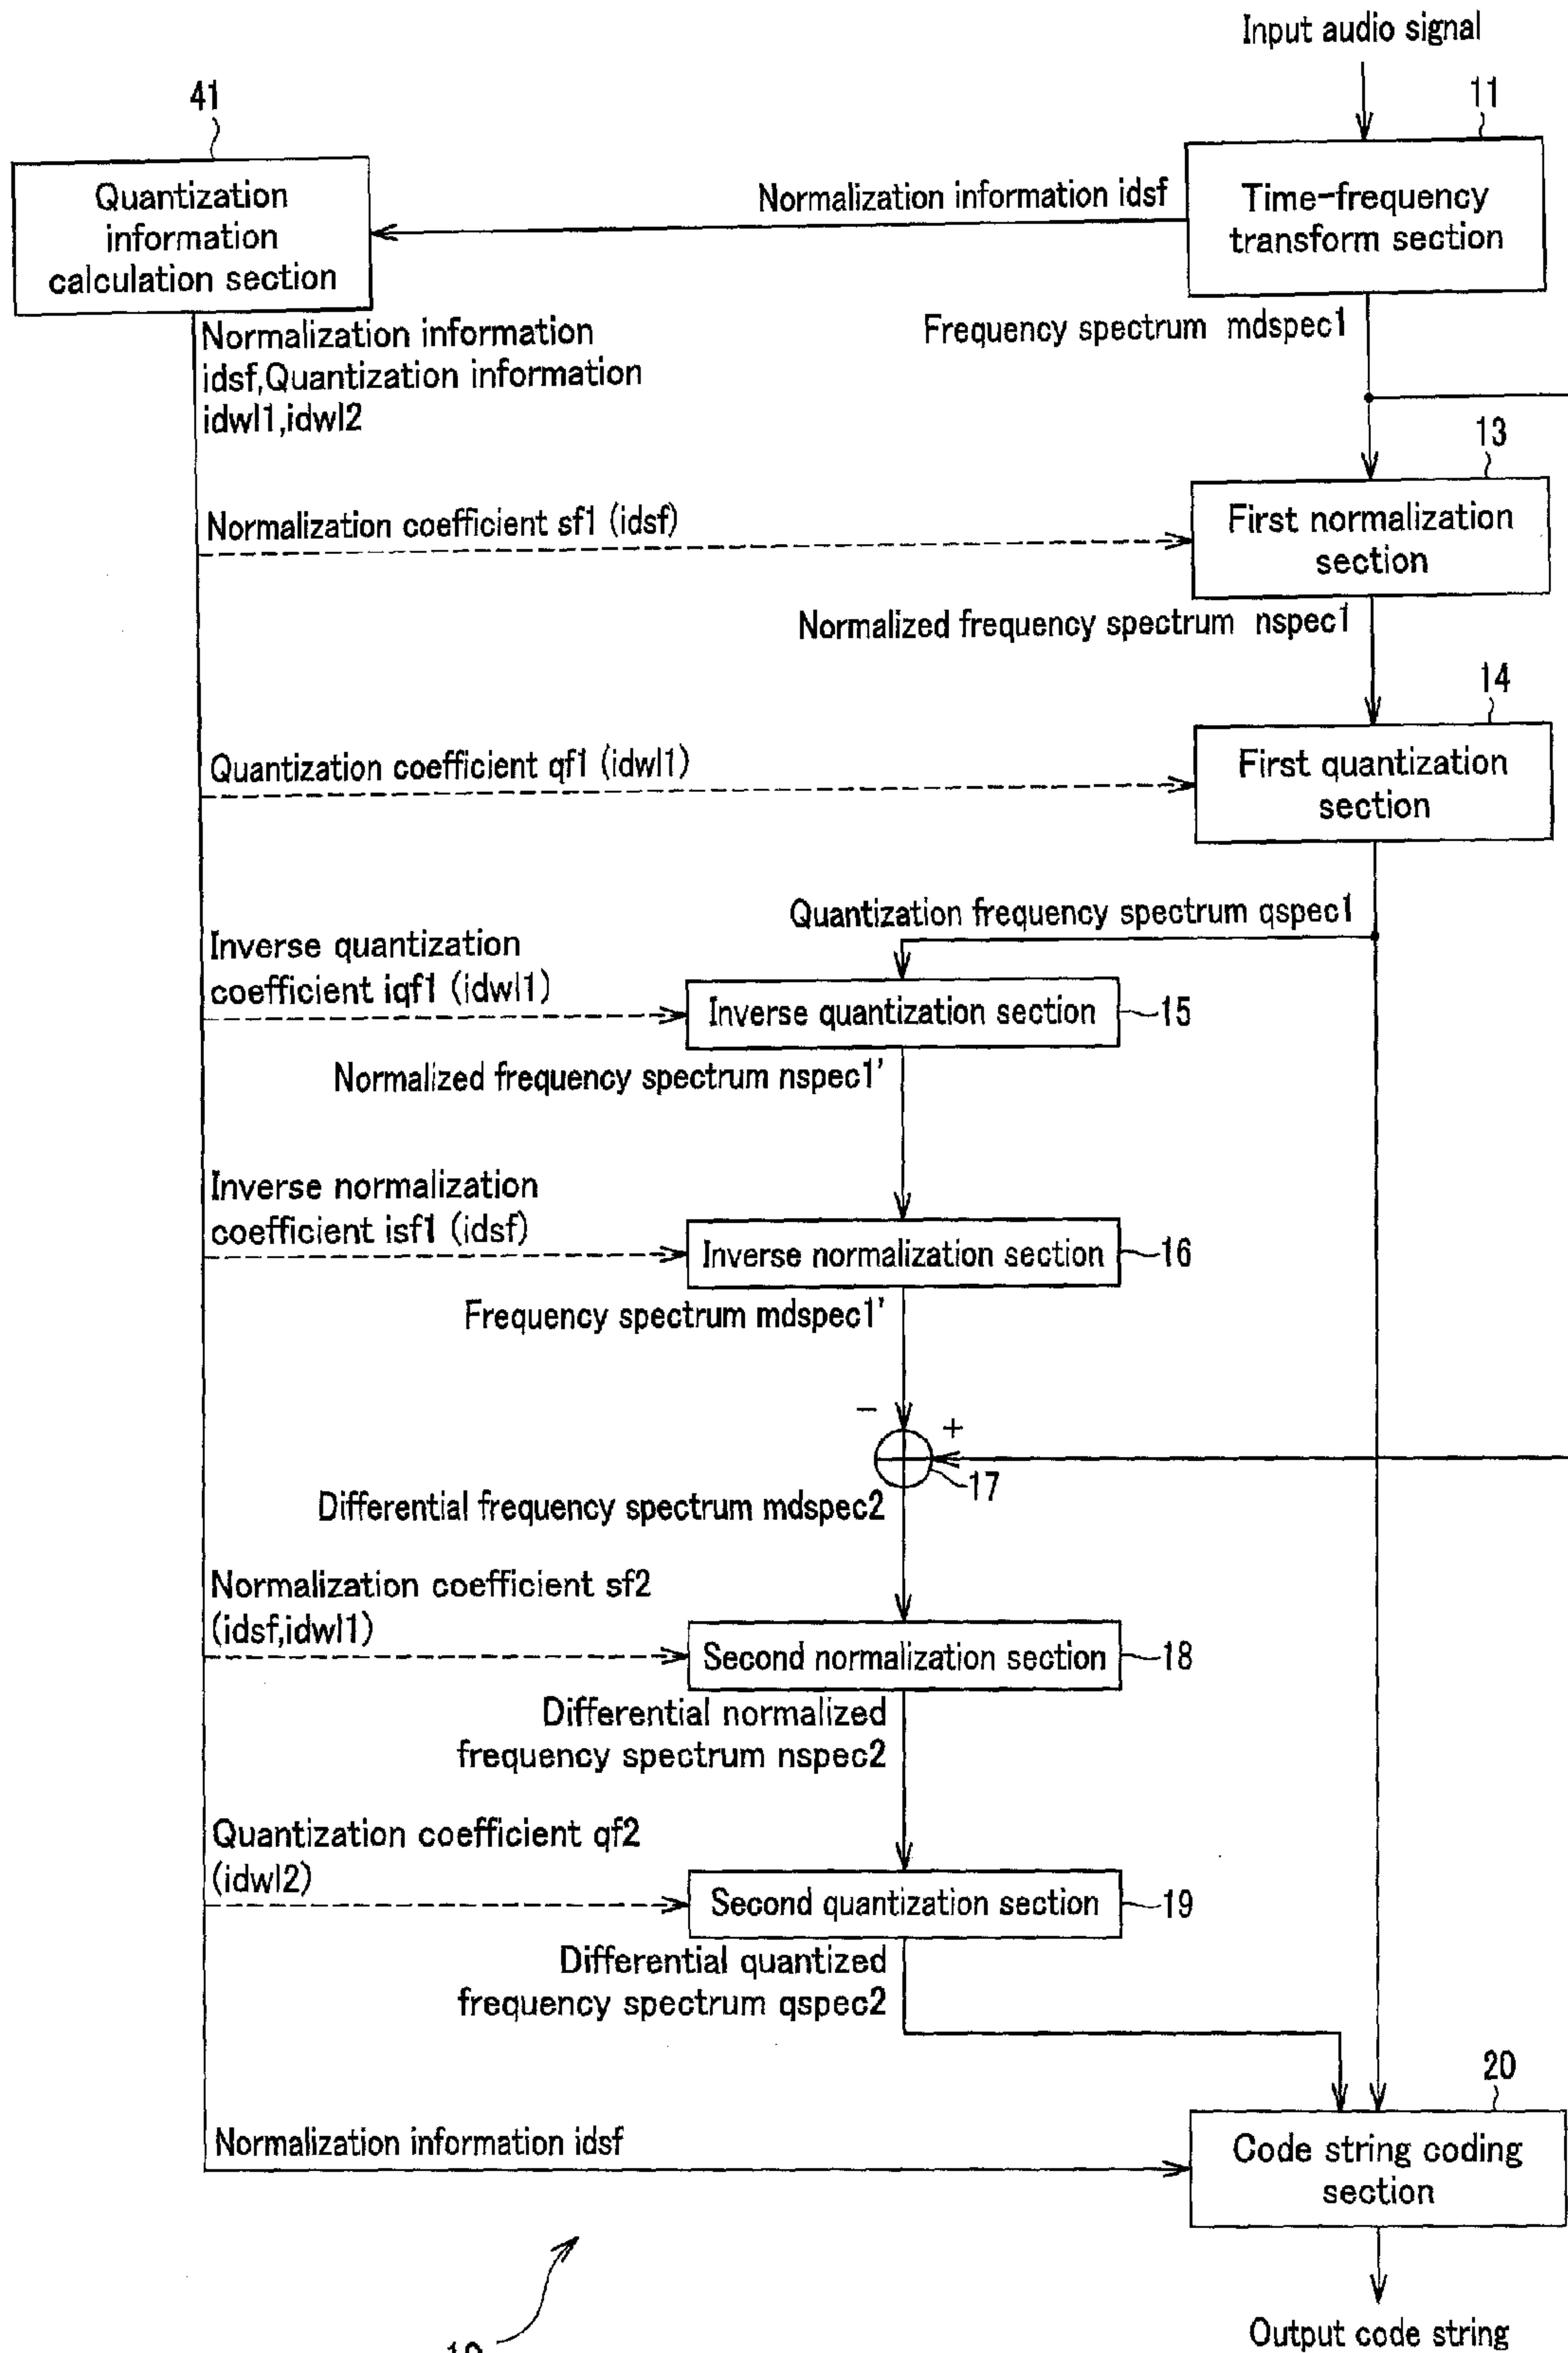 Input audio signal
41
11
Quantization
information
calculation section
Normalization information idsf
Time-frequency
transform section
Normalization information
idsf,Quantization information
idwl1,idwl2
Frequency spectrum mdspec1
13
Normalization coefficient sf1 (idsf)
First normalization
section
Normalized frequency spectrum nspec1
14
Quantization coefficient qf1 (idwl1)
First quantization
section
Quantization frequency spectrum qspec1
Inverse quantization
coefficient iqf1 (idwl1)
Inverse quantization section
15
Normalized frequency spectrum nspec1'
Inverse normalization
coefficient isf1 (idsf)
Inverse normalization section
16
Frequency spectrum mdspec1'
−
+
17
Differential frequency spectrum mdspec2
Normalization coefficient sf2
(idsf,idwl1)
Second normalization section
18
Differential normalized
frequency spectrum nspec2
Quantization coefficient qf2
(idwl2)
Second quantization section
19
Differential quantized
frequency spectrum qspec2
20
Normalization information idsf
Code string coding
section
Output code string